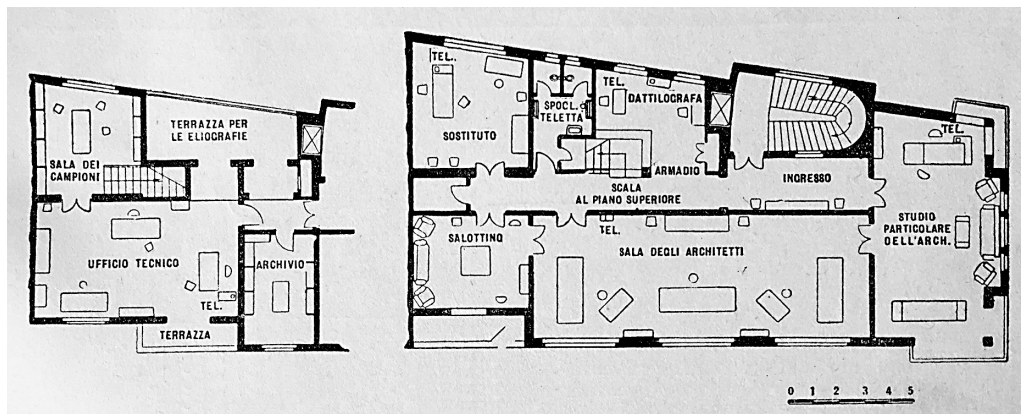 TERRAZZA PER
LE ELIOGRAFIE
SALA DEI
CAMPIONI
UFFICIO TECNICO
ARCHIVIO
TEL.
TERRAZZA
TEL.
SOSTITUTO
SPOGL.
TELETTA
TEL.
DATTILOGRAFA
ARMADIO
SCALA
AL PIANO SUPERIORE
INGRESSO
TEL.
STUDIO
PARTICOLARE
DELL'ARCH.
SALOTTINO
TEL.
SALA DEGLI ARCHITETTI
0 1 2 3 4 5